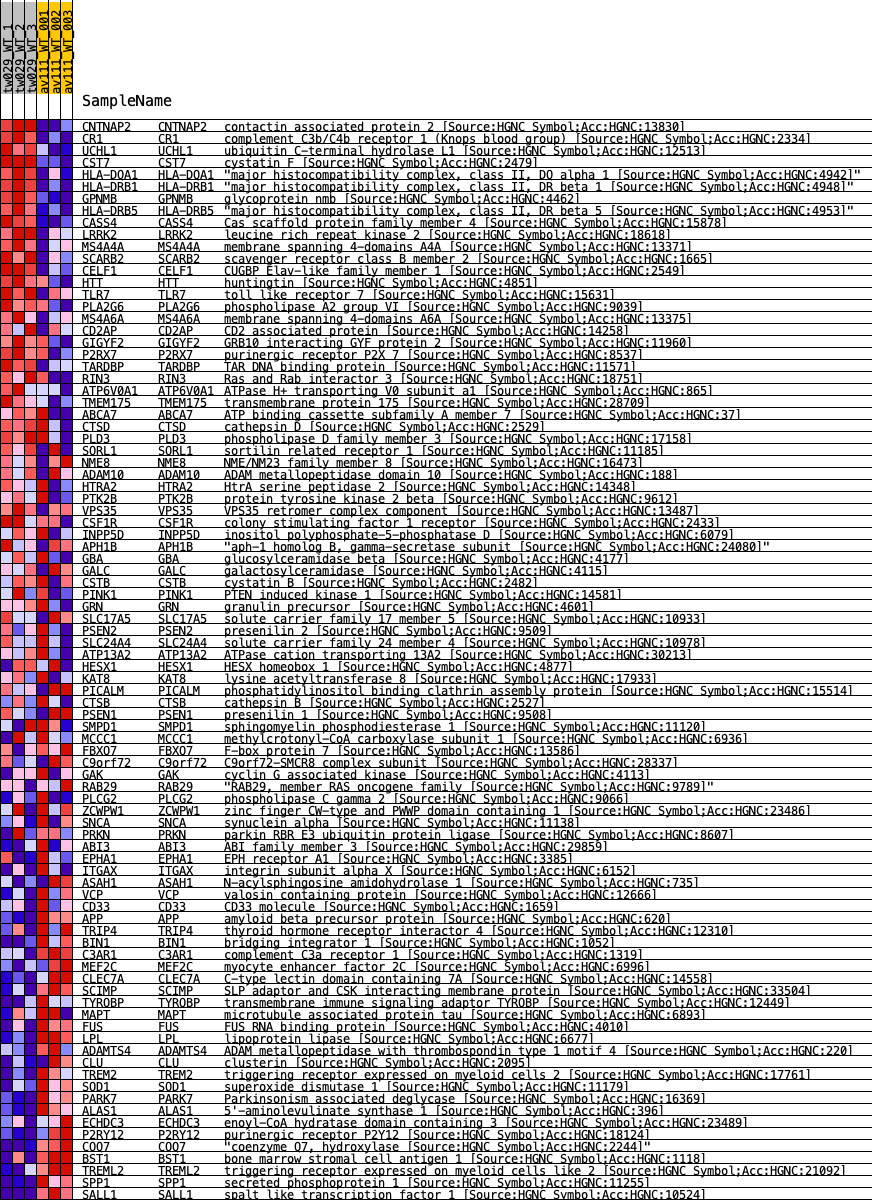 tw029_WT_1
tw029_WT_2
tw029_WT_3
av111_WT_001
av111_WT_002
av111_WT_003
SampleName
CNTNAP2 CNTNAP2 contactin associated protein 2 [Source:HGNC Symbol;Acc:HGNC:13830]
CR1 CR1 complement C3b/C4b receptor 1 (Knops blood group) [Source:HGNC Symbol;Acc:HGNC:2334]
UCHL1 UCHL1 ubiquitin C-terminal hydrolase L1 [Source:HGNC Symbol;Acc:HGNC:12513]
CST7 CST7 cystatin F [Source:HGNC Symbol;Acc:HGNC:2479]
HLA-DQA1 HLA-DQA1 "major histocompatibility complex, class II, DQ alpha 1 [Source:HGNC Symbol;Acc:HGNC:4942]"
HLA-DRB1 HLA-DRB1 "major histocompatibility complex, class II, DR beta 1 [Source:HGNC Symbol;Acc:HGNC:4948]"
GPNMB GPNMB glycoprotein nmb [Source:HGNC Symbol;Acc:HGNC:4462]
HLA-DRB5 HLA-DRB5 "major histocompatibility complex, class II, DR beta 5 [Source:HGNC Symbol;Acc:HGNC:4953]"
CASS4 CASS4 Cas scaffold protein family member 4 [Source:HGNC Symbol;Acc:HGNC:15878]
LRRK2 LRRK2 leucine rich repeat kinase 2 [Source:HGNC Symbol;Acc:HGNC:18618]
MS4A4A MS4A4A membrane spanning 4-domains A4A [Source:HGNC Symbol;Acc:HGNC:13371]
SCARB2 SCARB2 scavenger receptor class B member 2 [Source:HGNC Symbol;Acc:HGNC:1665]
CELF1 CELF1 CUGBP Elav-like family member 1 [Source:HGNC Symbol;Acc:HGNC:2549]
HTT HTT huntingtin [Source:HGNC Symbol;Acc:HGNC:4851]
TLR7 TLR7 toll like receptor 7 [Source:HGNC Symbol;Acc:HGNC:15631]
PLA2G6 PLA2G6 phospholipase A2 group VI [Source:HGNC Symbol;Acc:HGNC:9039]
MS4A6A MS4A6A membrane spanning 4-domains A6A [Source:HGNC Symbol;Acc:HGNC:13375]
CD2AP CD2AP CD2 associated protein [Source:HGNC Symbol;Acc:HGNC:14258]
GIGYF2 GIGYF2 GRB10 interacting GYF protein 2 [Source:HGNC Symbol;Acc:HGNC:11960]
P2RX7 P2RX7 purinergic receptor P2X 7 [Source:HGNC Symbol;Acc:HGNC:8537]
TARDBP TARDBP TAR DNA binding protein [Source:HGNC Symbol;Acc:HGNC:11571]
RIN3 RIN3 Ras and Rab interactor 3 [Source:HGNC Symbol;Acc:HGNC:18751]
ATP6V0A1 ATP6V0A1 ATPase H+ transporting V0 subunit a1 [Source:HGNC Symbol;Acc:HGNC:865]
TMEM175 TMEM175 transmembrane protein 175 [Source:HGNC Symbol;Acc:HGNC:28709]
ABCA7 ABCA7 ATP binding cassette subfamily A member 7 [Source:HGNC Symbol;Acc:HGNC:37]
CTSD CTSD cathepsin D [Source:HGNC Symbol;Acc:HGNC:2529]
PLD3 PLD3 phospholipase D family member 3 [Source:HGNC Symbol;Acc:HGNC:17158]
SORL1 SORL1 sortilin related receptor 1 [Source:HGNC Symbol;Acc:HGNC:11185]
NME8 NME8 NME/NM23 family member 8 [Source:HGNC Symbol;Acc:HGNC:16473]
ADAM10 ADAM10 ADAM metallopeptidase domain 10 [Source:HGNC Symbol;Acc:HGNC:188]
HTRA2 HTRA2 HtrA serine peptidase 2 [Source:HGNC Symbol;Acc:HGNC:14348]
PTK2B PTK2B protein tyrosine kinase 2 beta [Source:HGNC Symbol;Acc:HGNC:9612]
VPS35 VPS35 VPS35 retromer complex component [Source:HGNC Symbol;Acc:HGNC:13487]
CSF1R CSF1R colony stimulating factor 1 receptor [Source:HGNC Symbol;Acc:HGNC:2433]
INPP5D INPP5D inositol polyphosphate-5-phosphatase D [Source:HGNC Symbol;Acc:HGNC:6079]
APH1B APH1B "aph-1 homolog B, gamma-secretase subunit [Source:HGNC Symbol;Acc:HGNC:24080]"
GBA GBA glucosylceramidase beta [Source:HGNC Symbol;Acc:HGNC:4177]
GALC GALC galactosylceramidase [Source:HGNC Symbol;Acc:HGNC:4115]
CSTB CSTB cystatin B [Source:HGNC Symbol;Acc:HGNC:2482]
PINK1 PINK1 PTEN induced kinase 1 [Source:HGNC Symbol;Acc:HGNC:14581]
GRN GRN granulin precursor [Source:HGNC Symbol;Acc:HGNC:4601]
SLC17A5 SLC17A5 solute carrier family 17 member 5 [Source:HGNC Symbol;Acc:HGNC:10933]
PSEN2 PSEN2 presenilin 2 [Source:HGNC Symbol;Acc:HGNC:9509]
SLC24A4 SLC24A4 solute carrier family 24 member 4 [Source:HGNC Symbol;Acc:HGNC:10978]
ATP13A2 ATP13A2 ATPase cation transporting 13A2 [Source:HGNC Symbol;Acc:HGNC:30213]
HESX1 HESX1 HESX homeobox 1 [Source:HGNC Symbol;Acc:HGNC:4877]
KAT8 KAT8 lysine acetyltransferase 8 [Source:HGNC Symbol;Acc:HGNC:17933]
PICALM PICALM phosphatidylinositol binding clathrin assembly protein [Source:HGNC Symbol;Acc:HGNC:15514]
CTSB CTSB cathepsin B [Source:HGNC Symbol;Acc:HGNC:2527]
PSEN1 PSEN1 presenilin 1 [Source:HGNC Symbol;Acc:HGNC:9508]
SMPD1 SMPD1 sphingomyelin phosphodiesterase 1 [Source:HGNC Symbol;Acc:HGNC:11120]
MCCC1 MCCC1 methylcrotonyl-CoA carboxylase subunit 1 [Source:HGNC Symbol;Acc:HGNC:6936]
FBXO7 FBXO7 F-box protein 7 [Source:HGNC Symbol;Acc:HGNC:13586]
C9orf72 C9orf72 C9orf72-SMCR8 complex subunit [Source:HGNC Symbol;Acc:HGNC:28337]
GAK GAK cyclin G associated kinase [Source:HGNC Symbol;Acc:HGNC:4113]
RAB29 RAB29 "RAB29, member RAS oncogene family [Source:HGNC Symbol;Acc:HGNC:9789]"
PLCG2 PLCG2 phospholipase C gamma 2 [Source:HGNC Symbol;Acc:HGNC:9066]
ZCWPW1 ZCWPW1 zinc finger CW-type and PWWP domain containing 1 [Source:HGNC Symbol;Acc:HGNC:23486]
SNCA SNCA synuclein alpha [Source:HGNC Symbol;Acc:HGNC:11138]
PRKN PRKN parkin RBR E3 ubiquitin protein ligase [Source:HGNC Symbol;Acc:HGNC:8607]
ABI3 ABI3 ABI family member 3 [Source:HGNC Symbol;Acc:HGNC:29859]
EPHA1 EPHA1 EPH receptor A1 [Source:HGNC Symbol;Acc:HGNC:3385]
ITGAX ITGAX integrin subunit alpha X [Source:HGNC Symbol;Acc:HGNC:6152]
ASAH1 ASAH1 N-acylsphingosine amidohydrolase 1 [Source:HGNC Symbol;Acc:HGNC:735]
VCP VCP valosin containing protein [Source:HGNC Symbol;Acc:HGNC:12666]
CD33 CD33 CD33 molecule [Source:HGNC Symbol;Acc:HGNC:1659]
APP APP amyloid beta precursor protein [Source:HGNC Symbol;Acc:HGNC:620]
TRIP4 TRIP4 thyroid hormone receptor interactor 4 [Source:HGNC Symbol;Acc:HGNC:12310]
BIN1 BIN1 bridging integrator 1 [Source:HGNC Symbol;Acc:HGNC:1052]
C3AR1 C3AR1 complement C3a receptor 1 [Source:HGNC Symbol;Acc:HGNC:1319]
MEF2C MEF2C myocyte enhancer factor 2C [Source:HGNC Symbol;Acc:HGNC:6996]
CLEC7A CLEC7A C-type lectin domain containing 7A [Source:HGNC Symbol;Acc:HGNC:14558]
SCIMP SCIMP SLP adaptor and CSK interacting membrane protein [Source:HGNC Symbol;Acc:HGNC:33504]
TYROBP TYROBP transmembrane immune signaling adaptor TYROBP [Source:HGNC Symbol;Acc:HGNC:12449]
MAPT MAPT microtubule associated protein tau [Source:HGNC Symbol;Acc:HGNC:6893]
FUS FUS FUS RNA binding protein [Source:HGNC Symbol;Acc:HGNC:4010]
LPL LPL lipoprotein lipase [Source:HGNC Symbol;Acc:HGNC:6677]
ADAMTS4 ADAMTS4 ADAM metallopeptidase with thrombospondin type 1 motif 4 [Source:HGNC Symbol;Acc:HGNC:220]
CLU CLU clusterin [Source:HGNC Symbol;Acc:HGNC:2095]
TREM2 TREM2 triggering receptor expressed on myeloid cells 2 [Source:HGNC Symbol;Acc:HGNC:17761]
SOD1 SOD1 superoxide dismutase 1 [Source:HGNC Symbol;Acc:HGNC:11179]
PARK7 PARK7 Parkinsonism associated deglycase [Source:HGNC Symbol;Acc:HGNC:16369]
ALAS1 ALAS1 5'-aminolevulinate synthase 1 [Source:HGNC Symbol;Acc:HGNC:396]
ECHDC3 ECHDC3 enoyl-CoA hydratase domain containing 3 [Source:HGNC Symbol;Acc:HGNC:23489]
P2RY12 P2RY12 purinergic receptor P2Y12 [Source:HGNC Symbol;Acc:HGNC:18124]
COQ7 COQ7 "coenzyme Q7, hydroxylase [Source:HGNC Symbol;Acc:HGNC:2244]"
BST1 BST1 bone marrow stromal cell antigen 1 [Source:HGNC Symbol;Acc:HGNC:1118]
TREML2 TREML2 triggering receptor expressed on myeloid cells like 2 [Source:HGNC Symbol;Acc:HGNC:21092]
SPP1 SPP1 secreted phosphoprotein 1 [Source:HGNC Symbol;Acc:HGNC:11255]
SALL1 SALL1 spalt like transcription factor 1 [Source:HGNC Symbol;Acc:HGNC:10524]